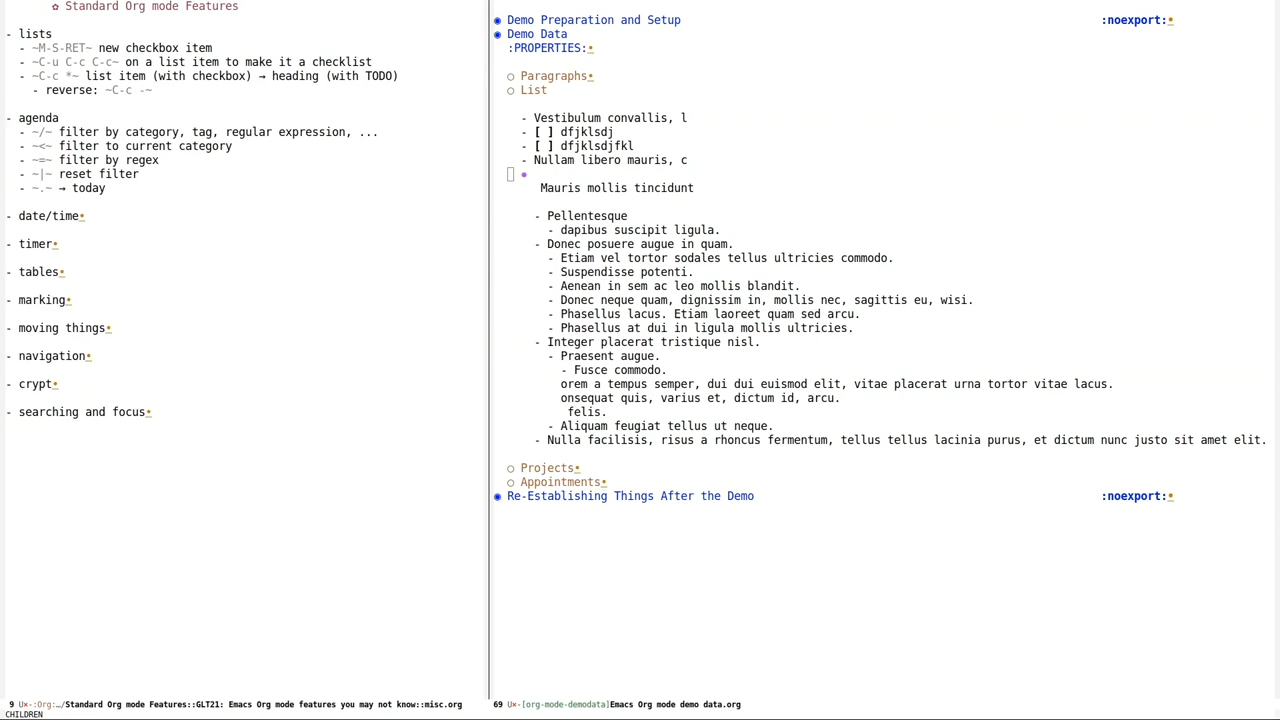 ✿ Standard Org mode Features
- lists
- ~M-S-RET~ new checkbox item
- ~C-u C-c C-c~ on a list item to make it a checklist
- ~C-c *~ list item (with checkbox) → heading (with TODO)
- reverse: ~C-c -~
- agenda
- ~/~ filter by category, tag, regular expression, ...
- ~<~ filter to current category
- ~=~ filter by regex
- ~|~ reset filter
- ~.~ → today
- date/time•
- timer•
- tables•
- marking•
- moving things•
- navigation•
- crypt•
- searching and focus•
9 U×-:Org:…/Standard Org mode Features::GLT21: Emacs Org mode features you may not know::misc.org
CHILDREN
◉ Demo Preparation and Setup :noexport:•
◉ Demo Data
:PROPERTIES:•
○ Paragraphs•
○ List
- Vestibulum convallis, l
- [ ] dfjklsdj
- [ ] dfjklsdjfkl
- Nullam libero mauris, c
Mauris mollis tincidunt
- Pellentesque
- dapibus suscipit ligula.
- Donec posuere augue in quam.
- Etiam vel tortor sodales tellus ultricies commodo.
- Suspendisse potenti.
- Aenean in sem ac leo mollis blandit.
- Donec neque quam, dignissim in, mollis nec, sagittis eu, wisi.
- Phasellus lacus. Etiam laoreet quam sed arcu.
- Phasellus at dui in ligula mollis ultricies.
- Integer placerat tristique nisl.
- Praesent augue.
- Fusce commodo.
orem a tempus semper, dui dui euismod elit, vitae placerat urna tortor vitae lacus.
onsequat quis, varius et, dictum id, arcu.
felis.
- Aliquam feugiat tellus ut neque.
- Nulla facilisis, risus a rhoncus fermentum, tellus tellus lacinia purus, et dictum nunc justo sit amet elit.
○ Projects•
○ Appointments•
◉ Re-Establishing Things After the Demo :noexport:•
69 U×-[org-mode-demodata]Emacs Org mode demo data.org